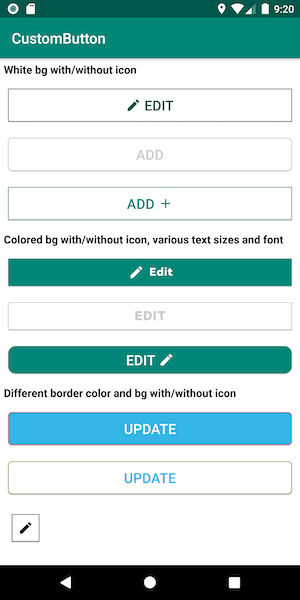 9:20
CustomButton
White bg with/without icon
EDIT
ADD
ADD +
Colored bg with/without icon, various text sizes and font
Edit
EDIT
EDIT
Different border color and bg with/without icon
UPDATE
UPDATE